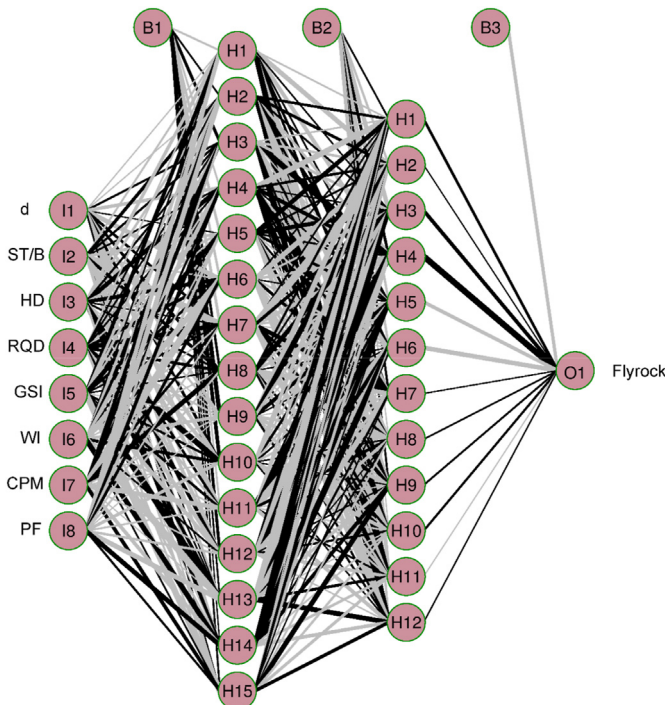 B1
B2
B3
H1
H2
H3
H4
H5
H6
H7
H8
H9
H10
H11
H12
H13
H14
H15
H1
H2
H3
H4
H5
H6
H7
H8
H9
H10
H11
H12
d I1
ST/B I2
HD I3
RQD I4
GSI I5
WI I6
CPM I7
PF I8
O1 Flyrock